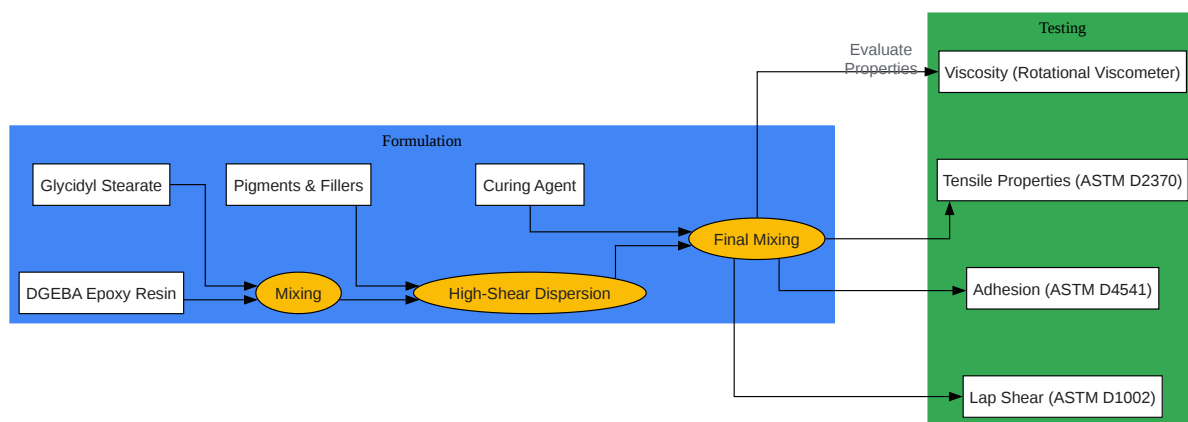 Testing
Evaluate
Properties
Viscosity (Rotational Viscometer)
Formulation
Glycidyl Stearate
Pigments & Fillers
Curing Agent
Tensile Properties (ASTM D2370)
Final Mixing
DGEBA Epoxy Resin
Mixing
High-Shear Dispersion
Adhesion (ASTM D4541)
Lap Shear (ASTM D1002)